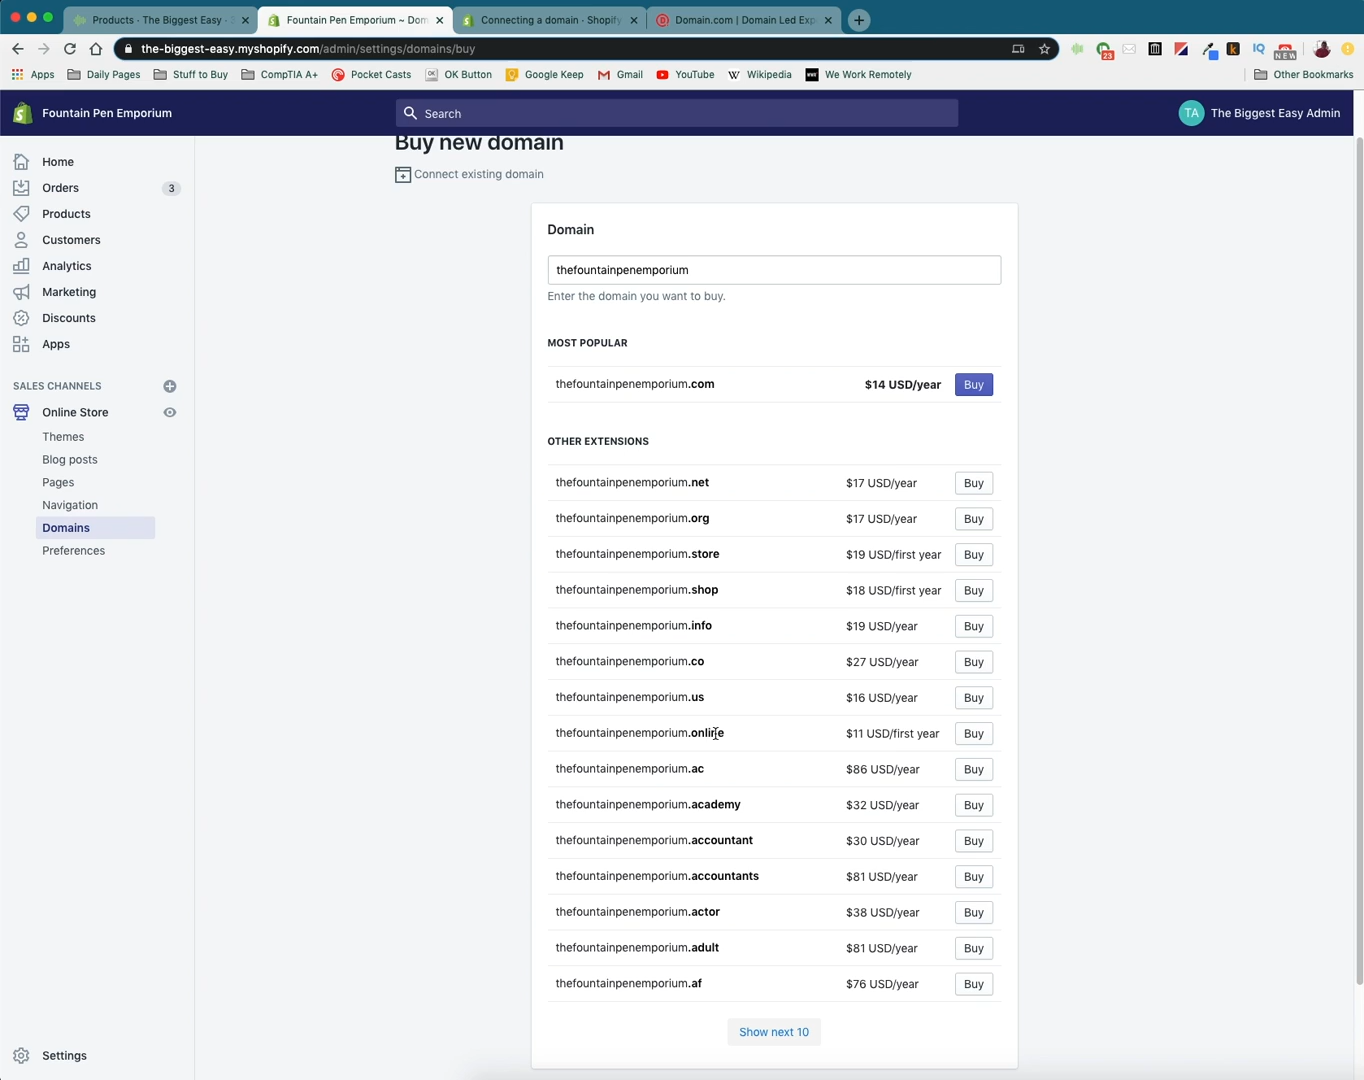 Products · The Biggest Easy ·
Fountain Pen Emporium ~ Dom
Connecting a domain · Shopify
Domain.com | Domain Led Exp
the-biggest-easy.myshopify.com/admin/settings/domains/buy
23
NEW
IQ
k
Apps
Daily Pages
Stuff to Buy
CompTIA A+
Pocket Casts
OK Button
Google Keep
Gmail
YouTube
Wikipedia
We Work Remotely
Other Bookmarks
Fountain Pen Emporium
Search
TA
The Biggest Easy Admin
Home
Orders
3
Products
Customers
Analytics
Marketing
Discounts
Apps
SALES CHANNELS
Online Store
Themes
Blog posts
Pages
Navigation
Domains
Preferences
Settings
Buy new domain
Connect existing domain
Domain
thefountainpenemporium
Enter the domain you want to buy.
MOST POPULAR
thefountainpenemporium.com $14 USD/year Buy
OTHER EXTENSIONS
thefountainpenemporium.net $17 USD/year Buy
thefountainpenemporium.org $17 USD/year Buy
thefountainpenemporium.store $19 USD/first year Buy
thefountainpenemporium.shop $18 USD/first year Buy
thefountainpenemporium.info $19 USD/year Buy
thefountainpenemporium.co $27 USD/year Buy
thefountainpenemporium.us $16 USD/year Buy
thefountainpenemporium.online $11 USD/first year Buy
thefountainpenemporium.ac $86 USD/year Buy
thefountainpenemporium.academy $32 USD/year Buy
thefountainpenemporium.accountant $30 USD/year Buy
thefountainpenemporium.accountants $81 USD/year Buy
thefountainpenemporium.actor $38 USD/year Buy
thefountainpenemporium.adult $81 USD/year Buy
thefountainpenemporium.af $76 USD/year Buy
Show next 10